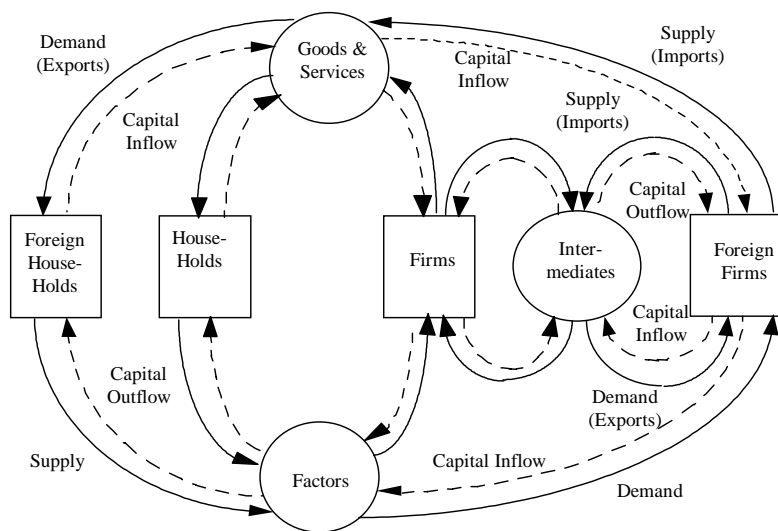 Demand
(Exports)
Goods &
Services
Capital
Inflow
Supply
(Imports)
Capital
Inflow
Supply
(Imports)
Capital
Outflow
Foreign
House-
Holds
House-
Holds
Firms
Inter-
mediates
Foreign
Firms
Capital
Inflow
Capital
Outflow
Demand
(Exports)
Supply
Factors
Capital Inflow
Demand